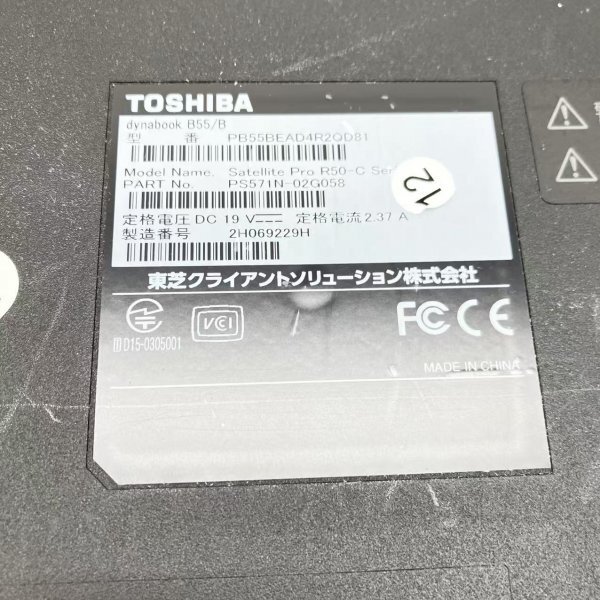 TOSHIBA
dynabook B55/B
型 番 PB55BEAD4R2QD81
Model Name. Satellite Pro R50-C
PART No. PS571N-02G058
定格電圧 DC 19 V 定格電流 2.37 A
製造番号 2H069229H
東芝クライアントソリューション株式会社
D15-0305001
VCI
FC CE
MADE IN CHINA
12